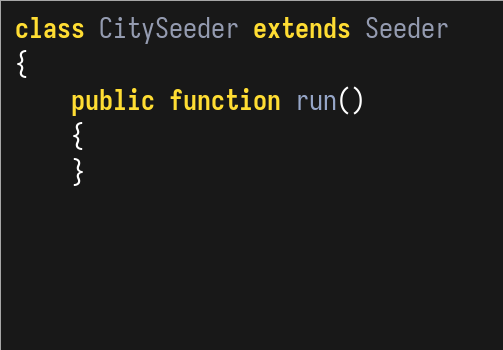 class CitySeeder extends Seeder
{
    public function run()
    {
    }